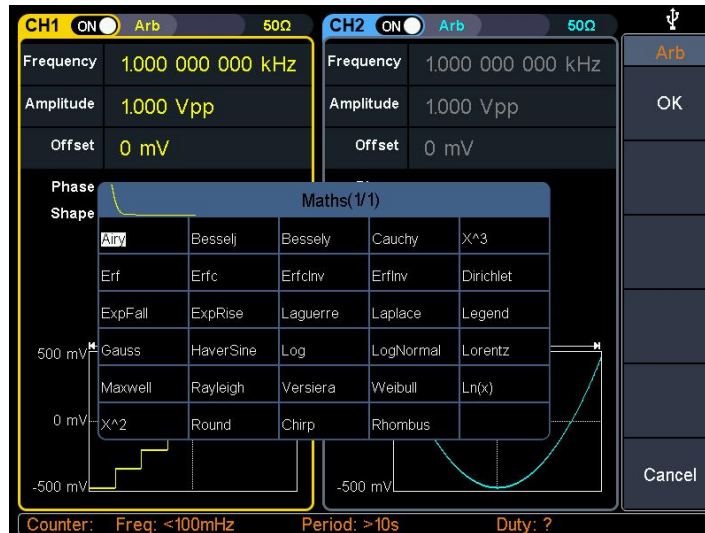 CH1 ON Arb 50Ω
CH2 ON Arb 50Ω
Arb
Frequency 1.000 000 000 kHz
Frequency 1.000 000 000 kHz
Amplitude 1.000 Vpp
Amplitude 1.000 Vpp
OK
Offset 0 mV
Offset 0 mV
Phase
Shape
Maths(1/1)
Airy Besselj Bessely Cauchy X^3
Erf Erfc ErfcInv ErfInv Dirichlet
ExpFall ExpRise Laguerre Laplace Legend
Gauss HaverSine Log LogNormal Lorentz
Maxwell Rayleigh Versiera Weibull Ln(x)
X^2 Round Chirp Rhombus
500 mV
0 mV
-500 mV
-500 mV
Cancel
Counter: Freq: <100mHz Period: >10s Duty: ?